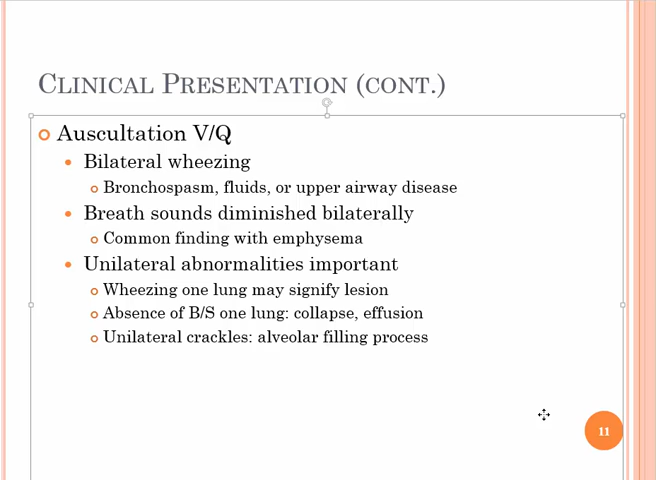 CLINICAL PRESENTATION (CONT.)
Auscultation V/Q
Bilateral wheezing
Bronchospasm, fluids, or upper airway disease
Breath sounds diminished bilaterally
Common finding with emphysema
Unilateral abnormalities important
Wheezing one lung may signify lesion
Absence of B/S one lung: collapse, effusion
Unilateral crackles: alveolar filling process
11